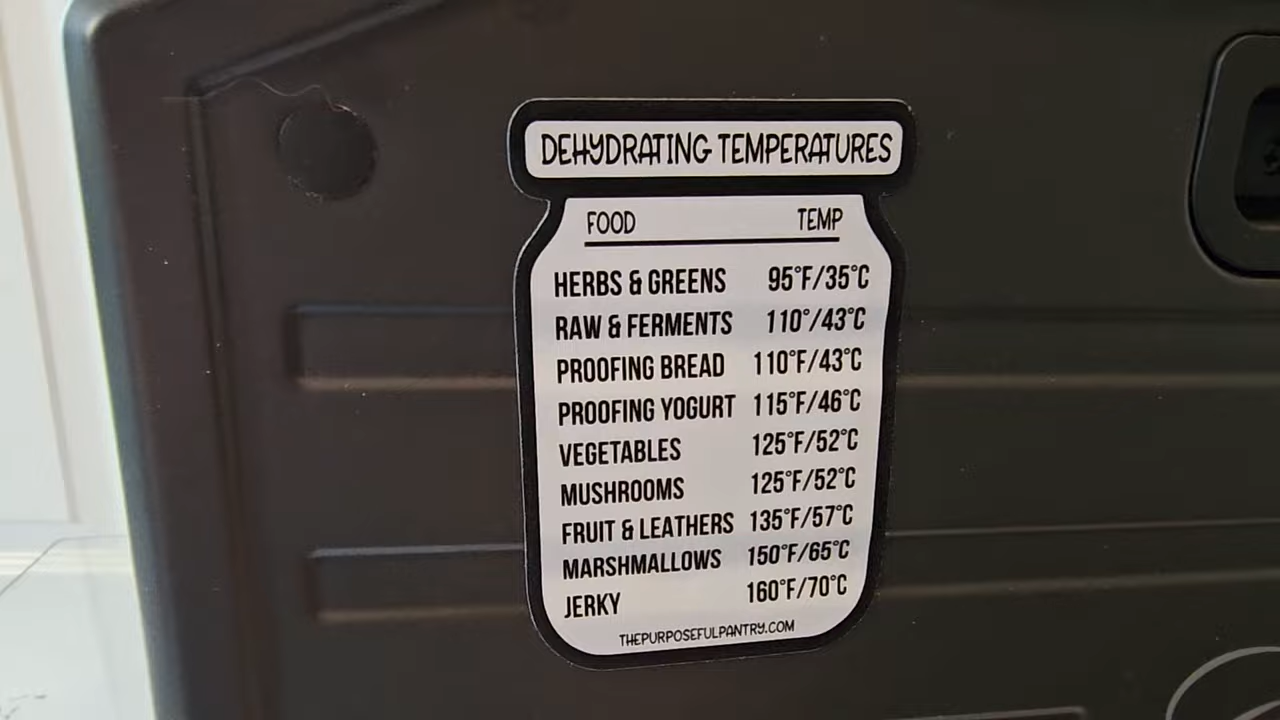 DEHYDRATING TEMPERATURES
FOOD TEMP
HERBS & GREENS 95°F/35°C
RAW & FERMENTS 110°/43°C
PROOFING BREAD 110°F/43°C
PROOFING YOGURT 115°F/46°C
VEGETABLES 125°F/52°C
MUSHROOMS 125°F/52°C
FRUIT & LEATHERS 135°F/57°C
MARSHMALLOWS 150°F/65°C
JERKY 160°F/70°C
THEPURPOSEFULPANTRY.COM